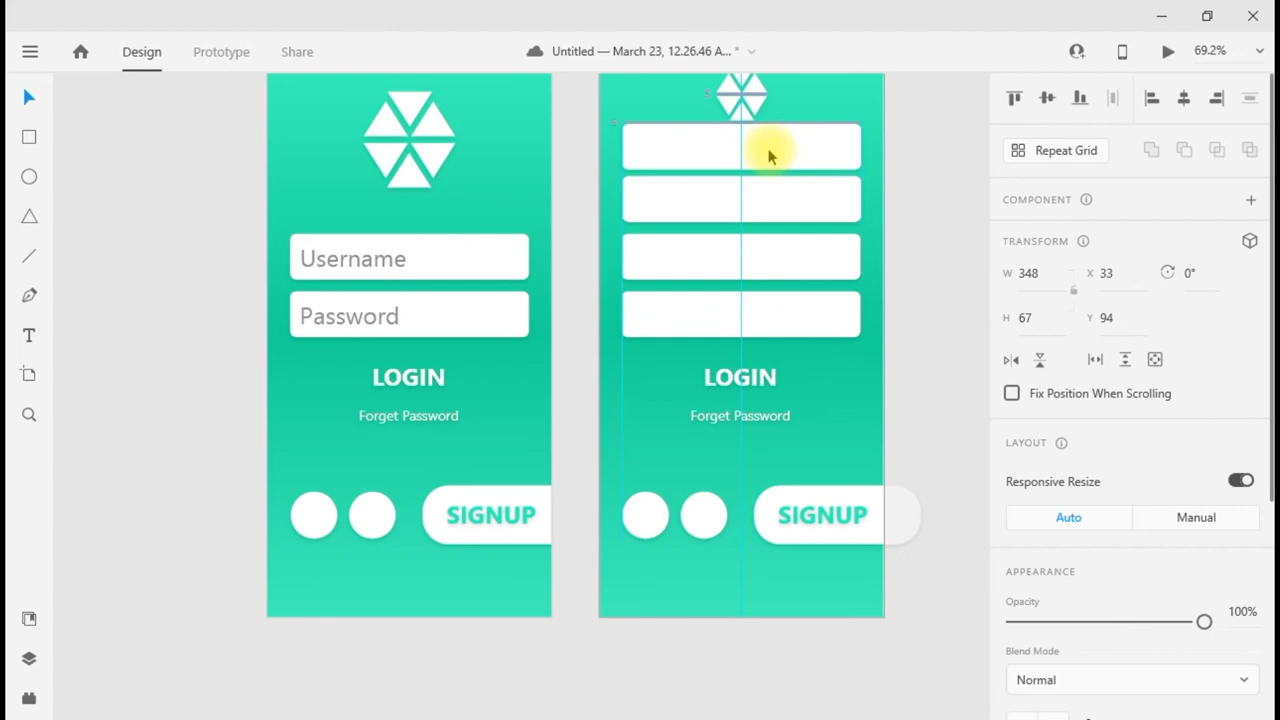 Design
Prototype
Share
Untitled — March 23, 12.26.46 A... *
69.2%
Repeat Grid
COMPONENT
TRANSFORM
W 348
X 33
0°
H 67
Y 94
Fix Position When Scrolling
LAYOUT
Responsive Resize
Auto
Manual
APPEARANCE
Opacity
100%
Blend Mode
Normal
Username
Password
LOGIN
Forget Password
SIGNUP
LOGIN
Forget Password
SIGNUP